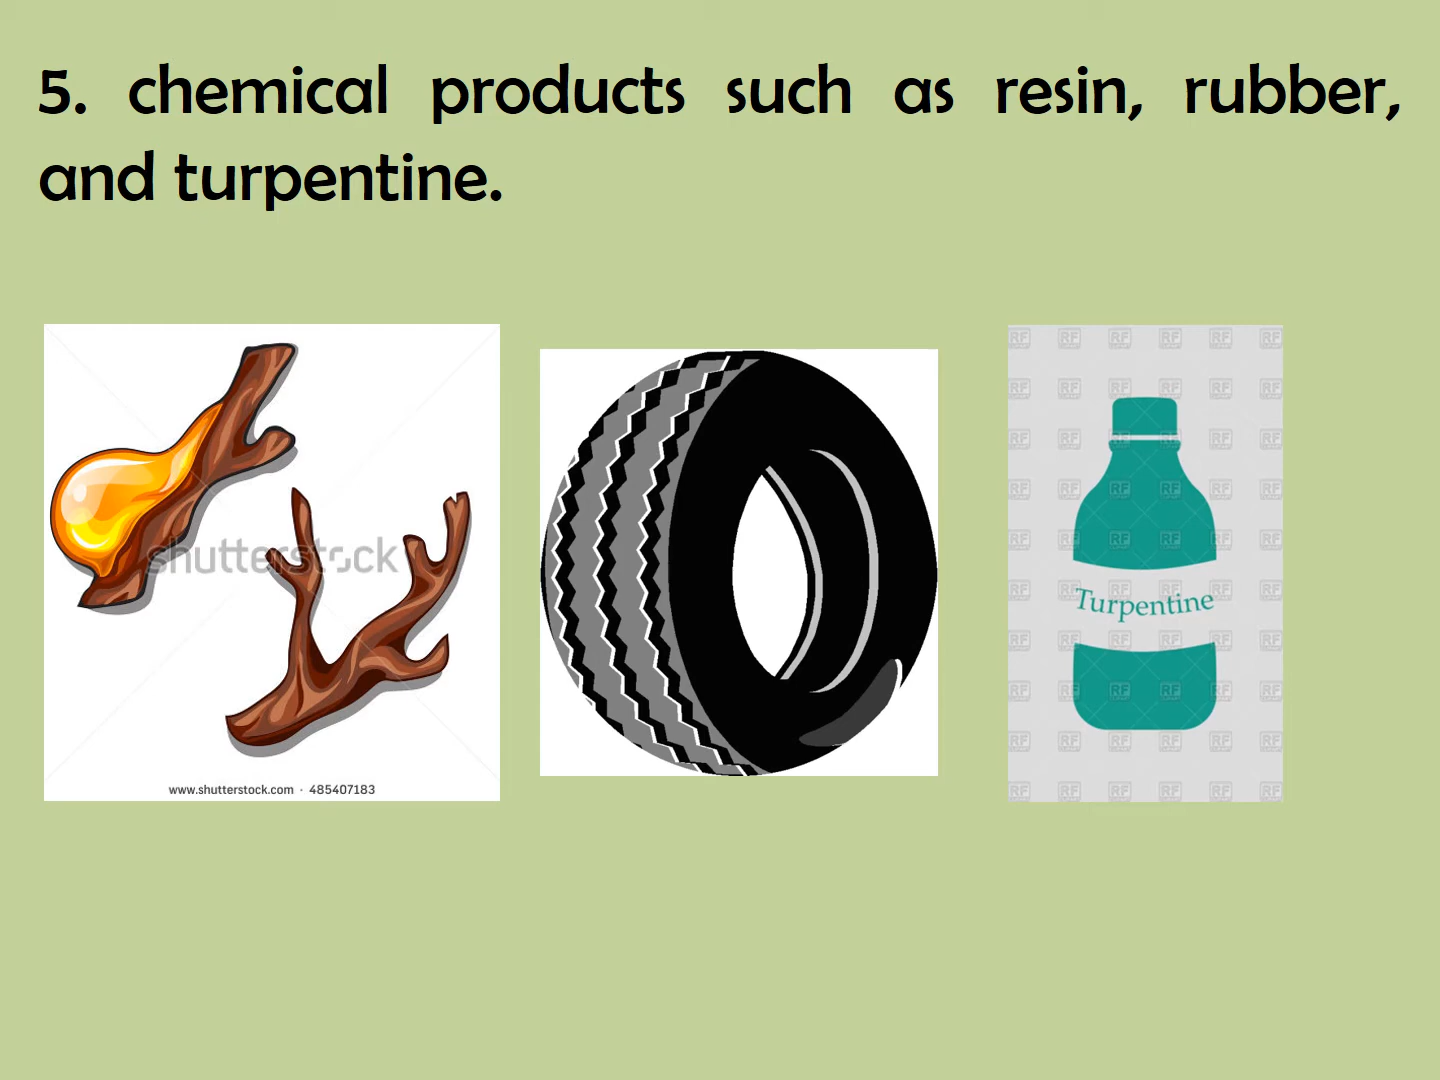 5. chemical products such as resin, rubber,
and turpentine.
shutterstock
Turpentine
www.shutterstock.com · 485407183